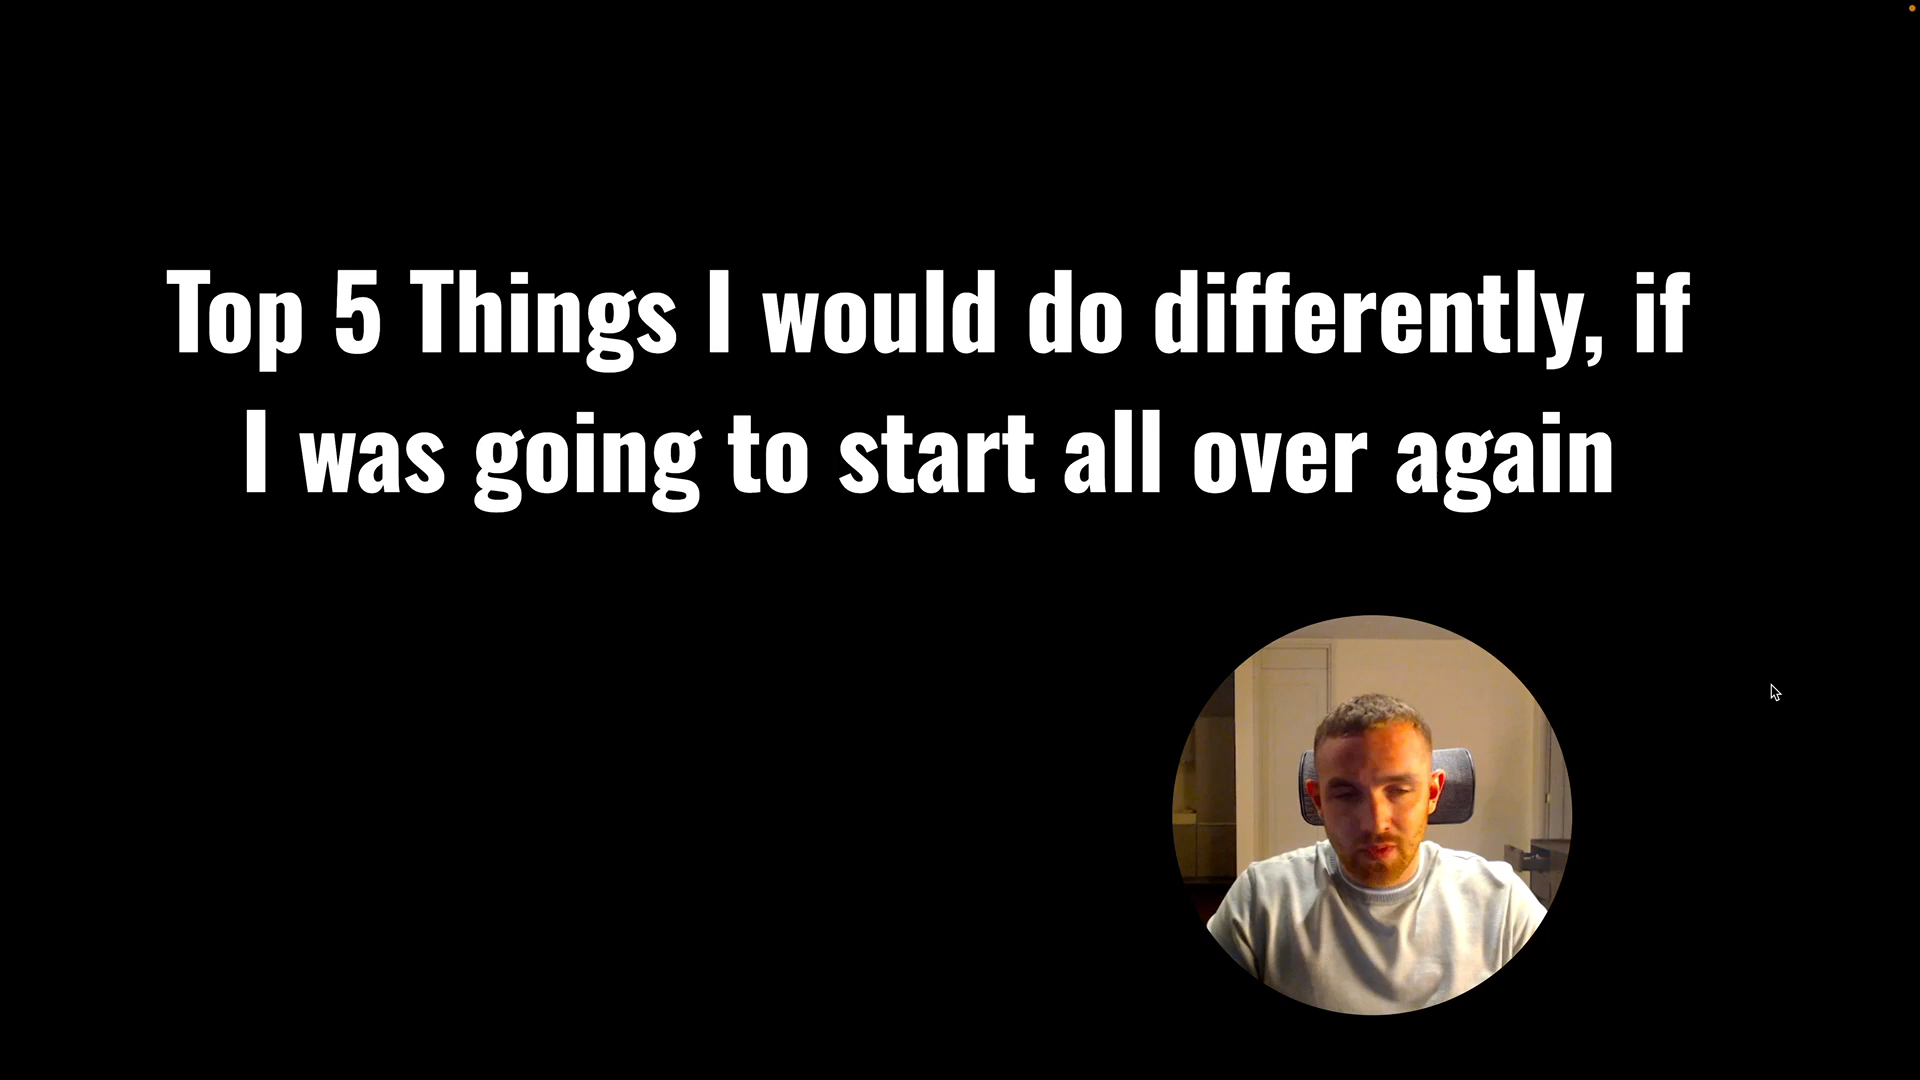 Top 5 Things I would do differently, if
I was going to start all over again